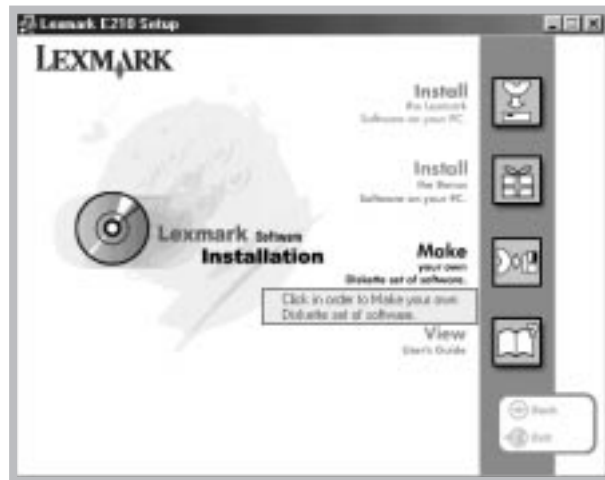 Lexmark E210 Setup
LEXMARK
Install
the Lexmark
Software on your PC.
Install
the Bonus
Software on your PC.
Lexmark Software
Installation
Make
your own
Diskette set of software.
Click in order to Make your own
Diskette set of software.
View
User's Guide
Back
Exit